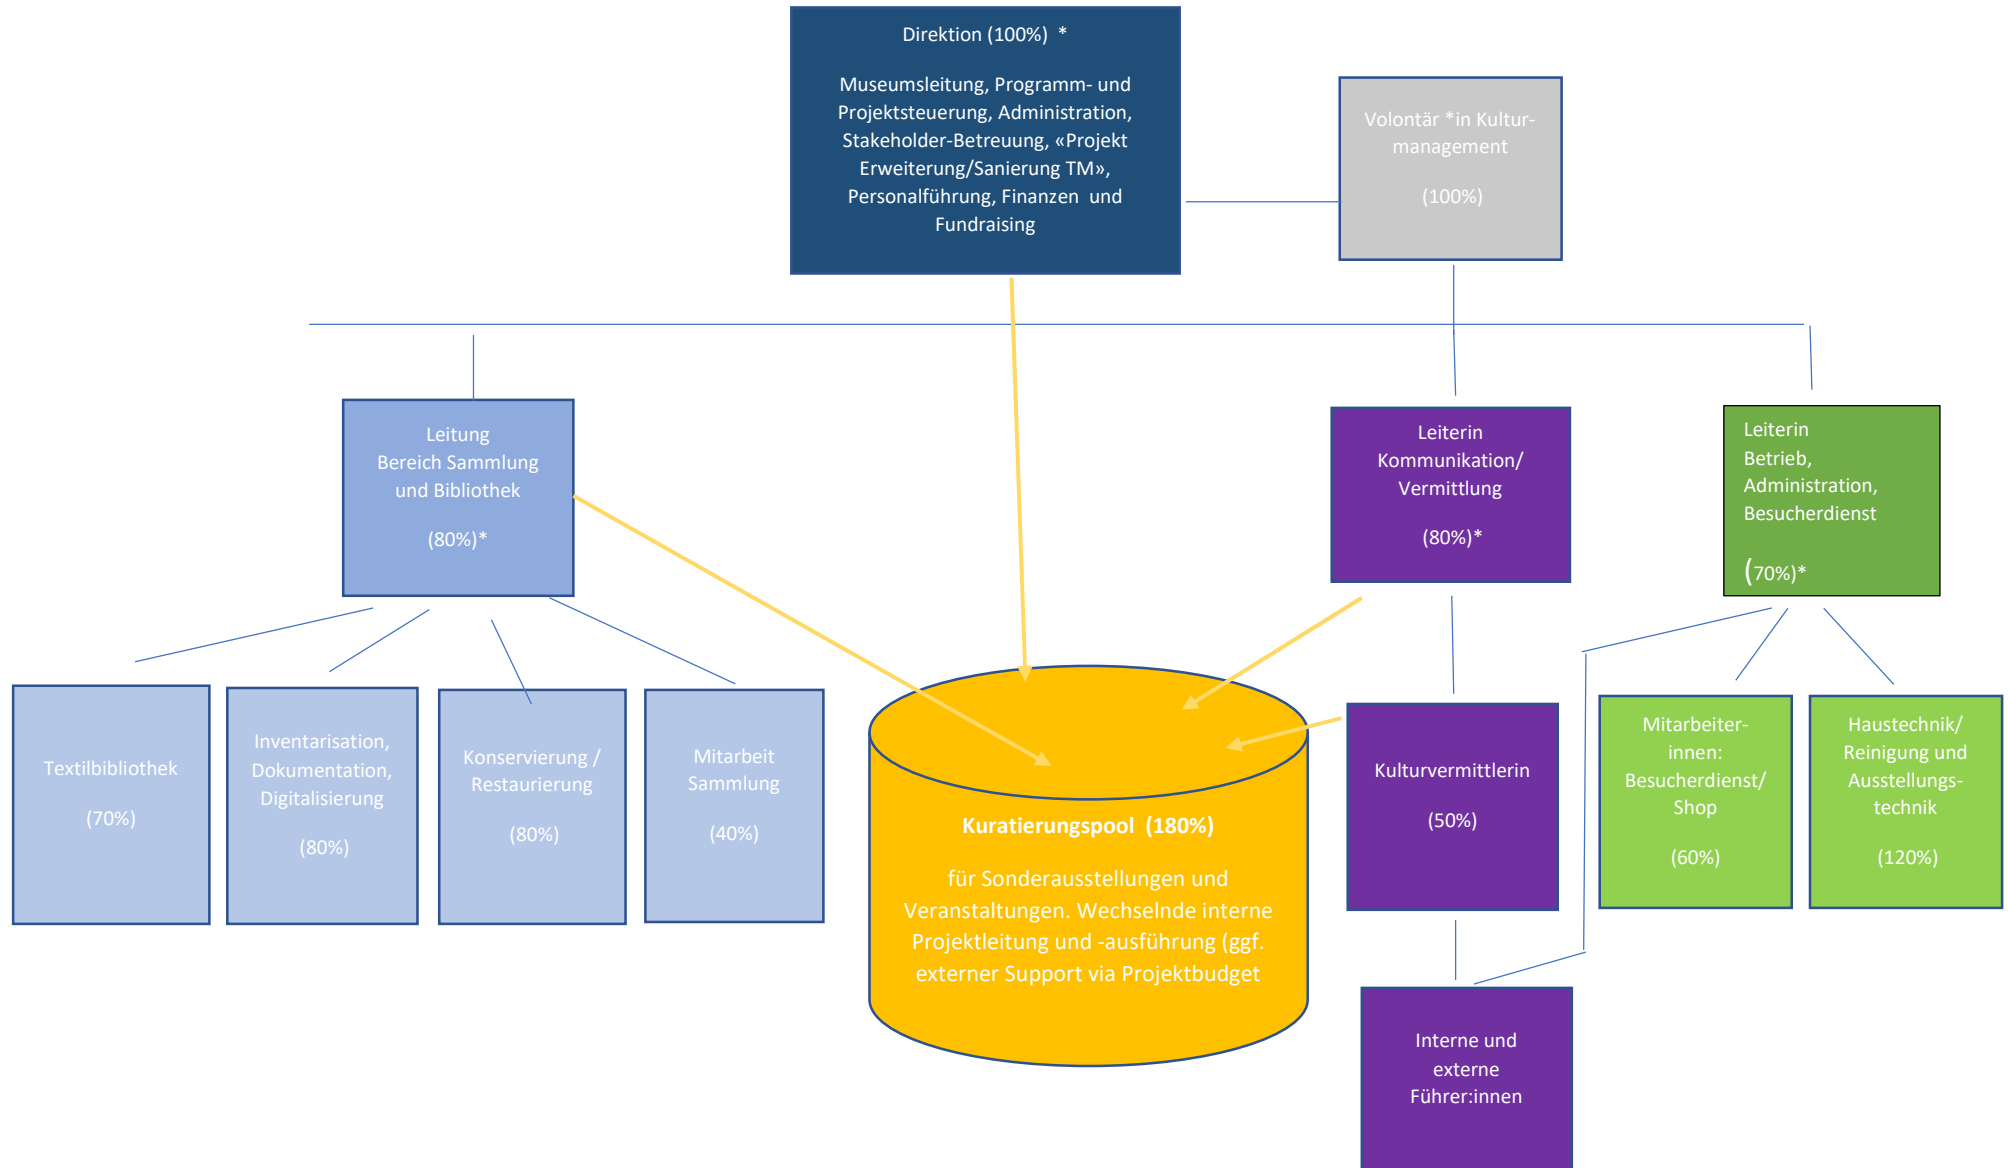 Direktion (100%)  *
Museumsleitung, Programm- und
Projektsteuerung, Administration,
Stakeholder-Betreuung, «Projekt
Erweiterung/Sanierung TM»,
Personalführung, Finanzen  und
Fundraising
Volontär *in Kultur-
management
(100%)
Leitung
Bereich Sammlung
und Bibliothek
(80%)*
Leiterin
Kommunikation/
Vermittlung
(80%)*
Leiterin
Betrieb,
Administration,
Besucherdienst
(70%)*
Textilbibliothek
(70%)
Inventarisation,
Dokumentation,
Digitalisierung
(80%)
Konservierung /
Restaurierung
(80%)
Mitarbeit
Sammlung
(40%)
Kuratierungspool  (180%)
für Sonderausstellungen und
Veranstaltungen. Wechselnde interne
Projektleitung und -ausführung (ggf.
externer Support via Projektbudget
Kulturvermittlerin
(50%)
Mitarbeiter-
innen:
Besucherdienst/
Shop
(60%)
Haustechnik/
Reinigung und
Ausstellungs-
technik
(120%)
Interne und
externe
Führer:innen